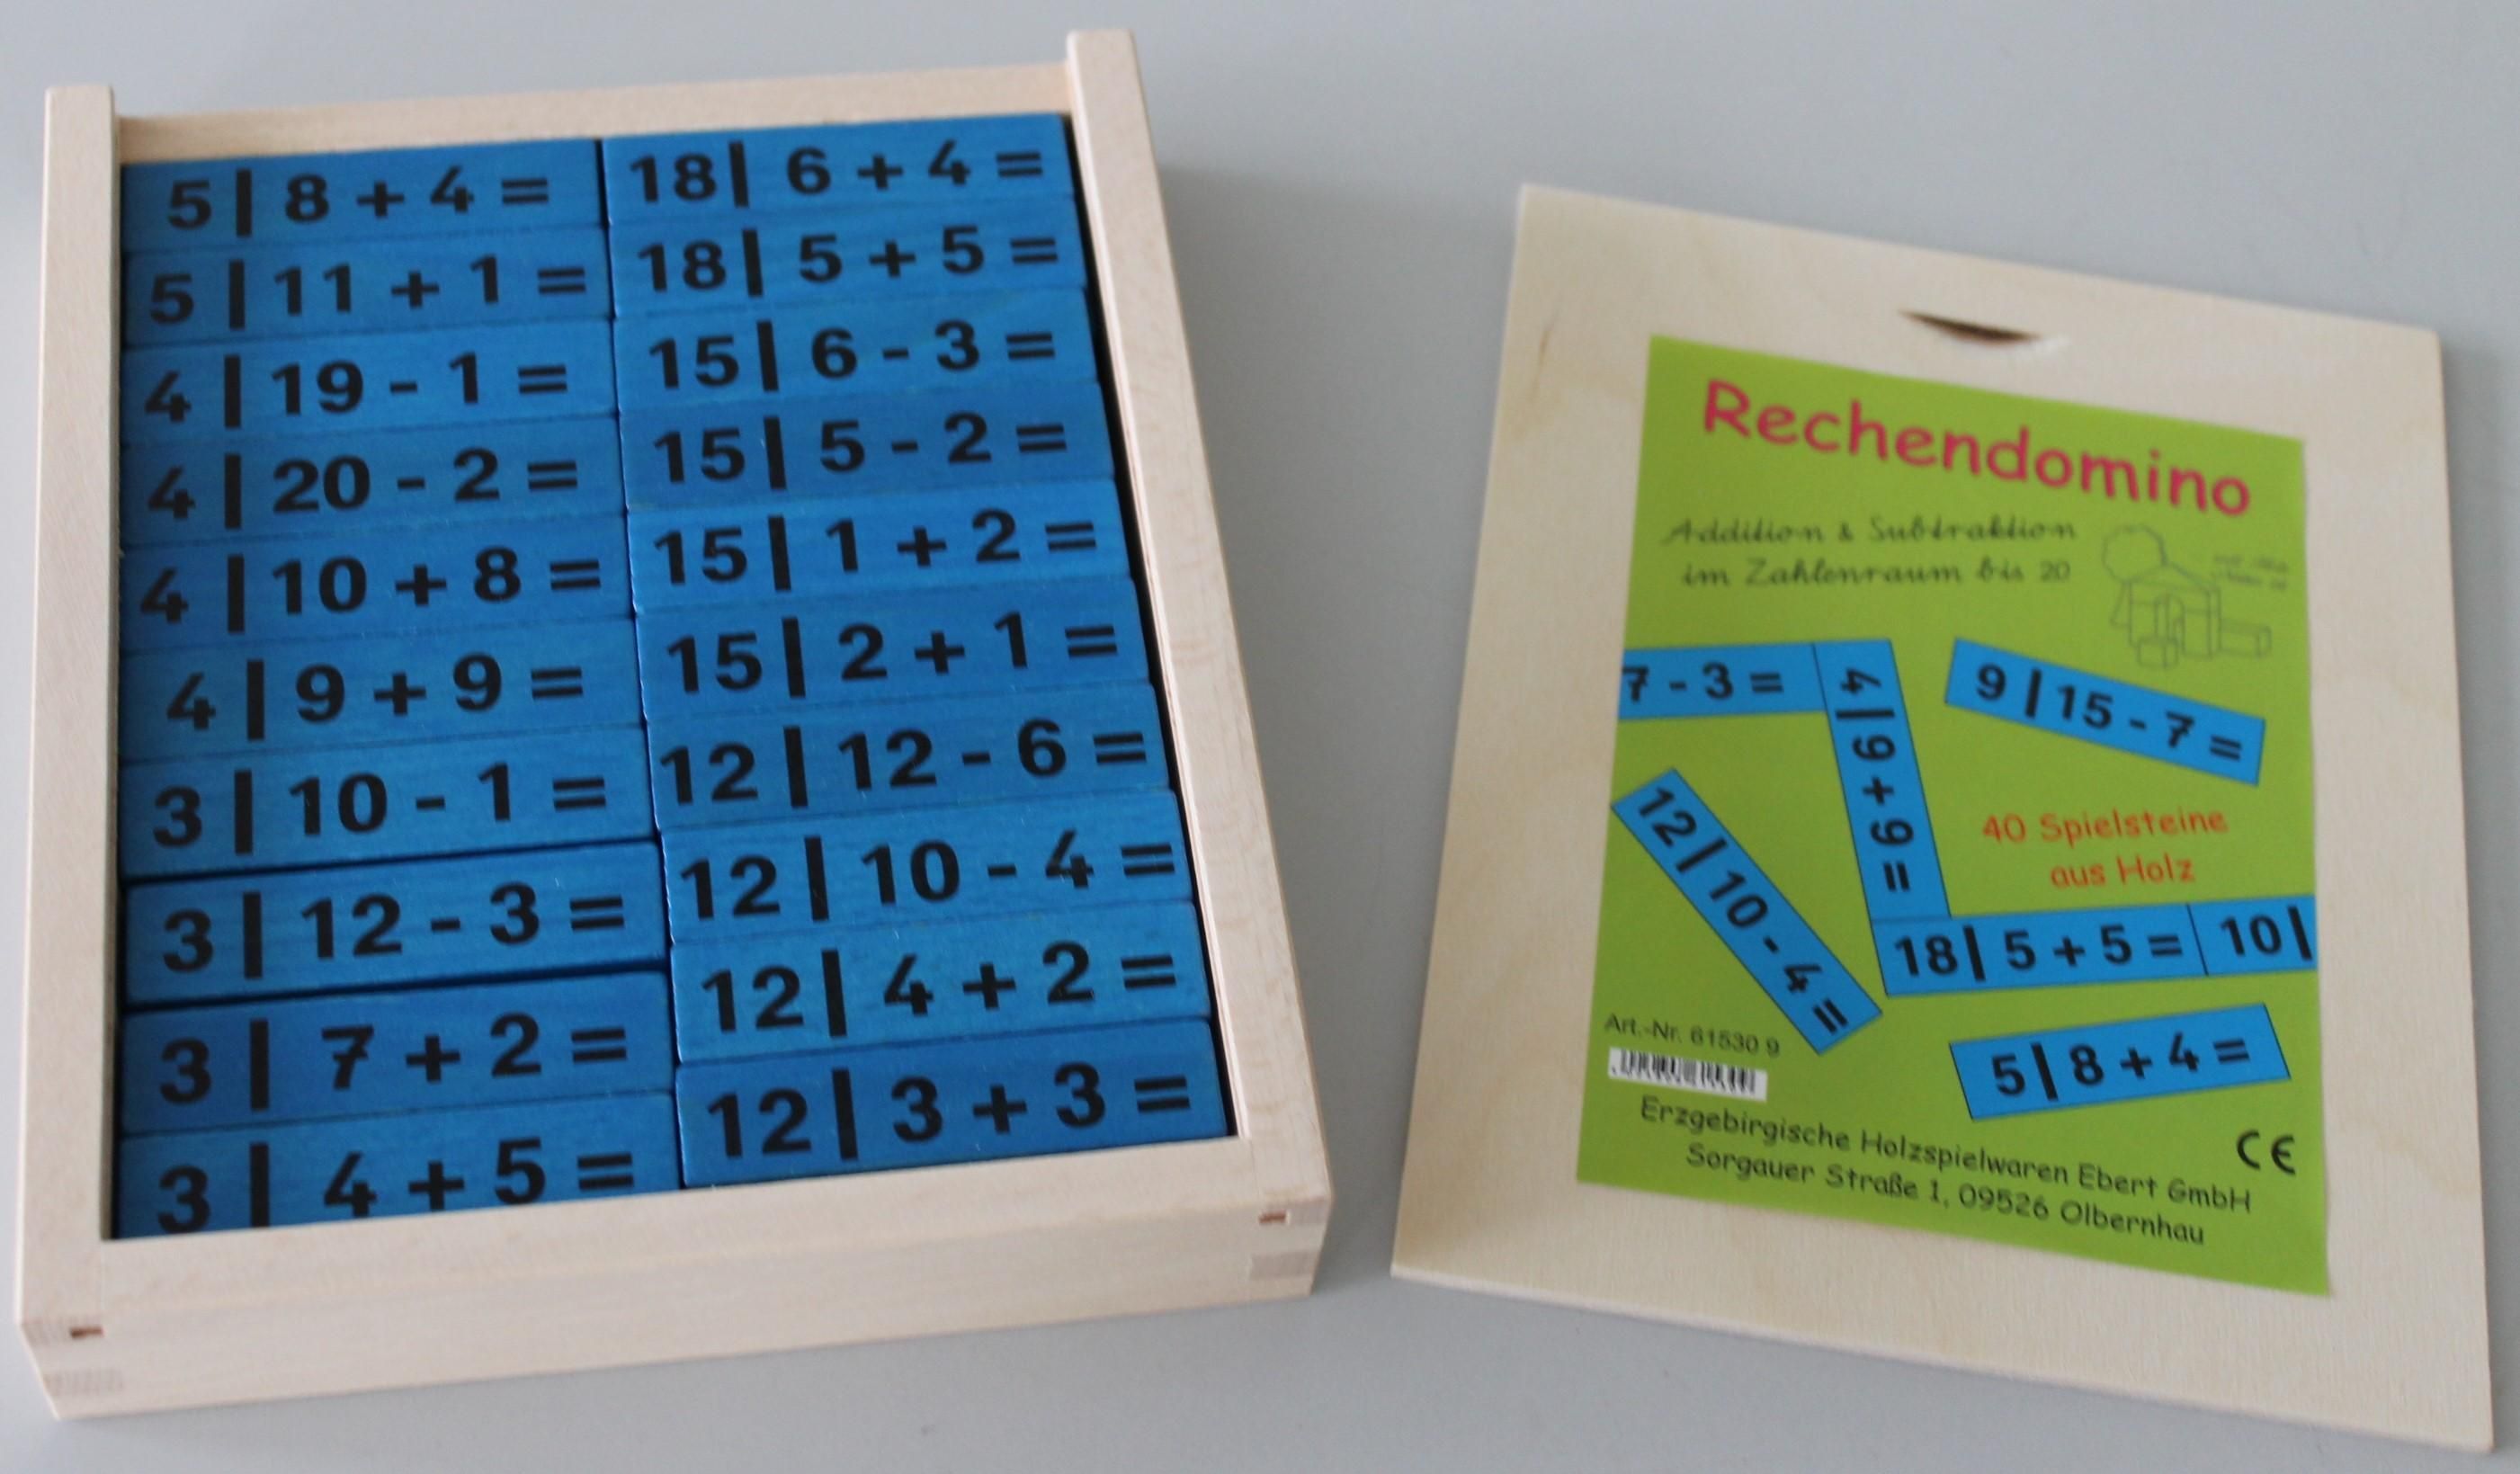 5 | 8 + 4 =
5 | 11 + 1 =
4 | 19 - 1 =
4 | 20 - 2 =
4 | 10 + 8 =
4 | 9 + 9 =
3 | 10 - 1 =
3 | 12 - 3 =
3 | 7 + 2 =
3 | 4 + 5 =
18 | 6 + 4 =
18 | 5 + 5 =
15 | 6 - 3 =
15 | 5 - 2 =
15 | 1 + 2 =
15 | 2 + 1 =
12 | 12 - 6 =
12 | 10 - 4 =
12 | 4 + 2 =
12 | 3 + 3 =
Rechendomino
Addition & Subtraktion
im Zahlenraum bis 20
7 - 3 =
4 | 9 + 9 =
9 | 15 - 7 =
12 | 10 - 4 =
40 Spielsteine
aus Holz
18 | 5 + 5 =
10 |
5 | 8 + 4 =
Art.-Nr. 61530 9
CE
Erzgebirgische Holzspielwaren Ebert GmbH
Sorgauer Straße 1, 09526 Olbernhau